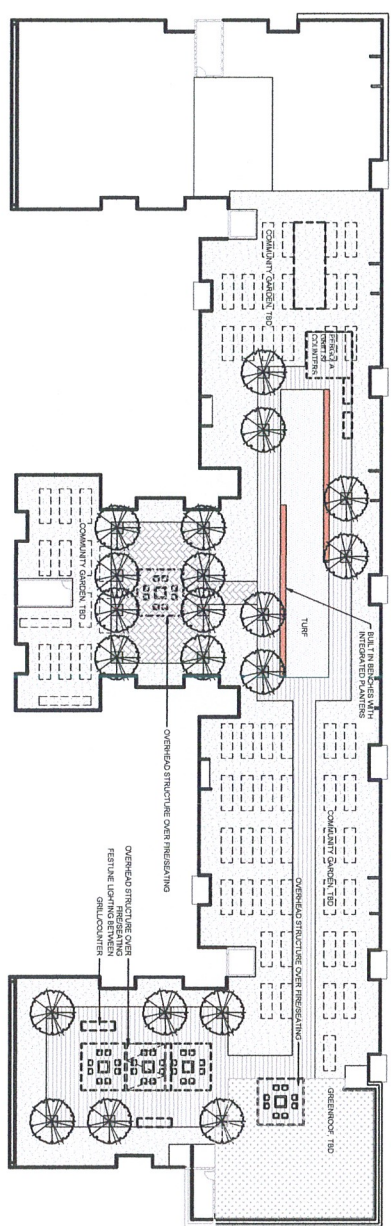 COMMUNITY GARDEN, TBD
PERGOLA
COUNTERS
BUILT IN BENCHES WITH
INTEGRATED PLANTERS
TURF
COMMUNITY GARDEN, TBD
OVERHEAD STRUCTURE OVER FIRE/SEATING
COMMUNITY GARDEN, TBD
OVERHEAD STRUCTURE OVER FIRE/SEATING
GREENROOF, TBD
OVERHEAD STRUCTURE OVER
FIRE/SEATING
FESTUNE LIGHTING BETWEEN
GRILL/COUNTER